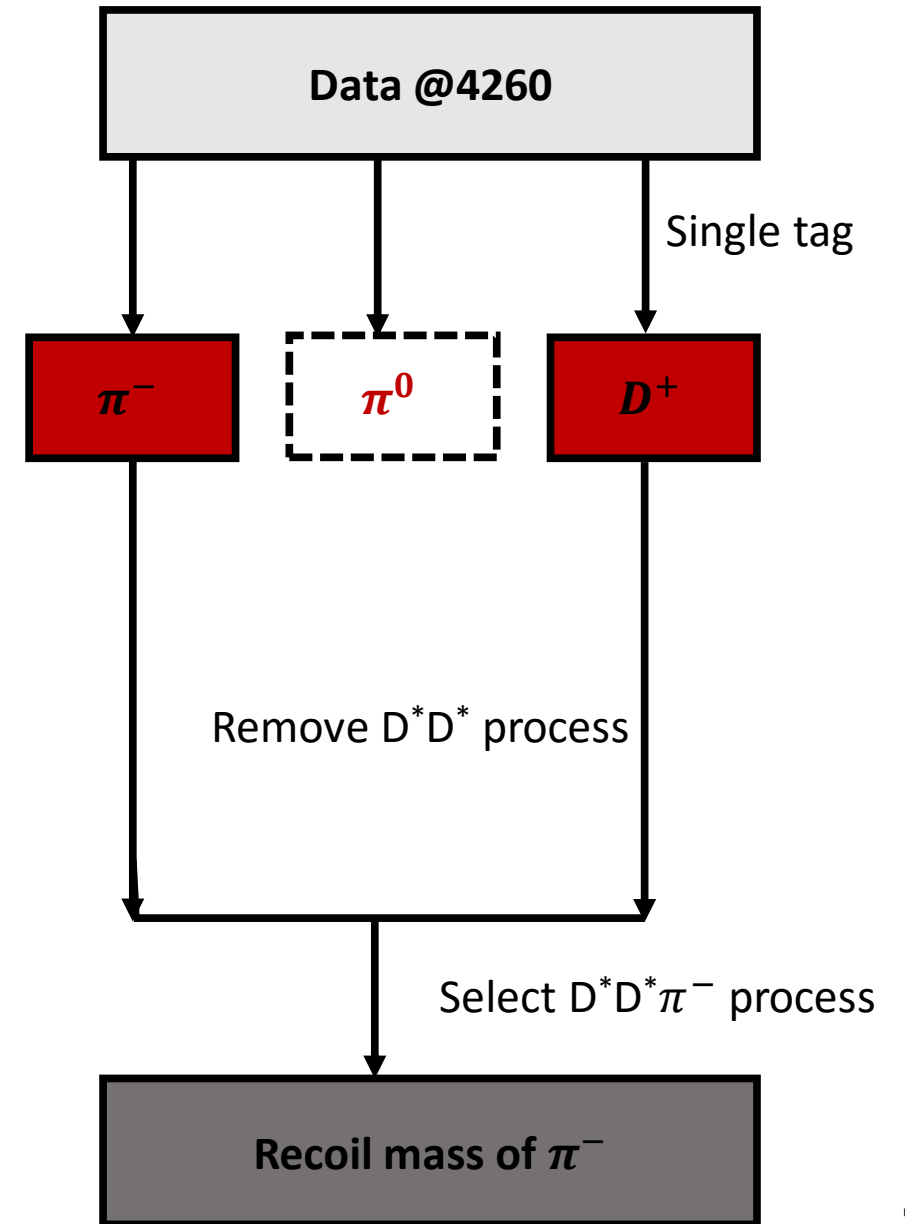 Data @4260
Single tag
π⁻
π⁰
D⁺
Remove D*D* process
Select D*D*π⁻ process
Recoil mass of π⁻